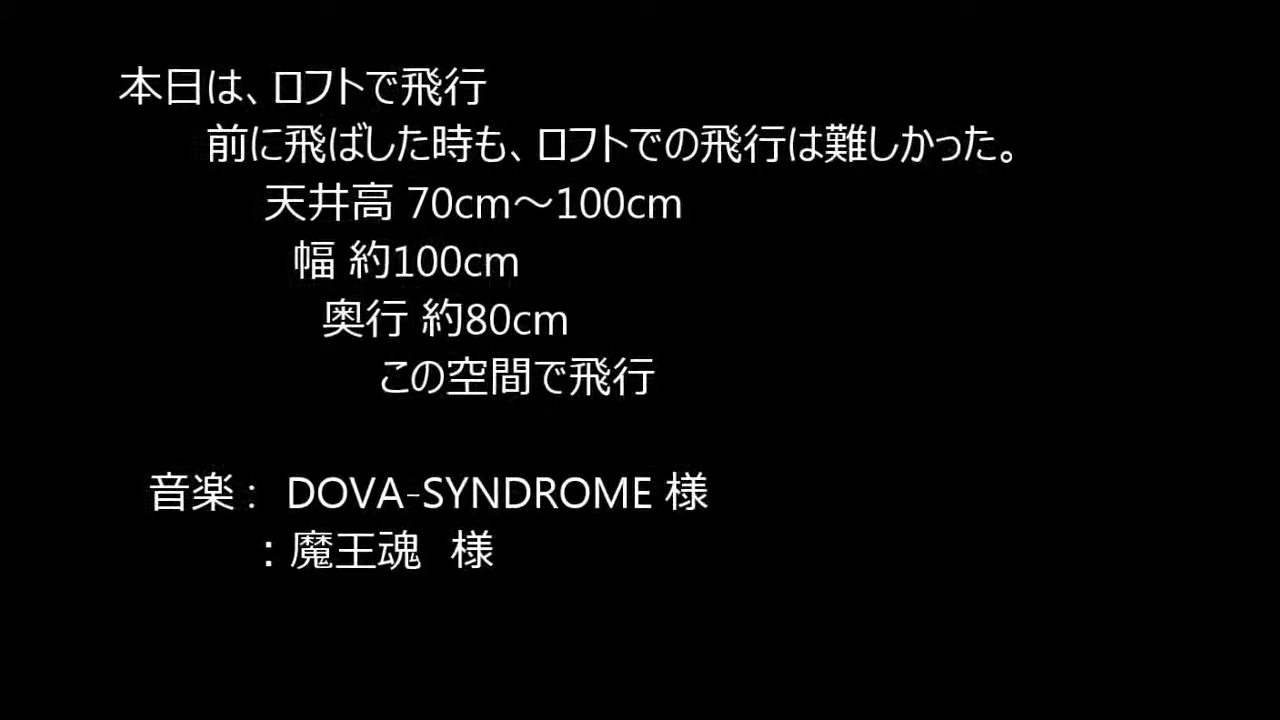 本日は、ロフトで飛行
前に飛ばした時も、ロフトでの飛行は難しかった。
天井高 70cm～100cm
幅 約100cm
奥行 約80cm
この空間で飛行
音楽： DOVA-SYNDROME 様
：魔王魂　様